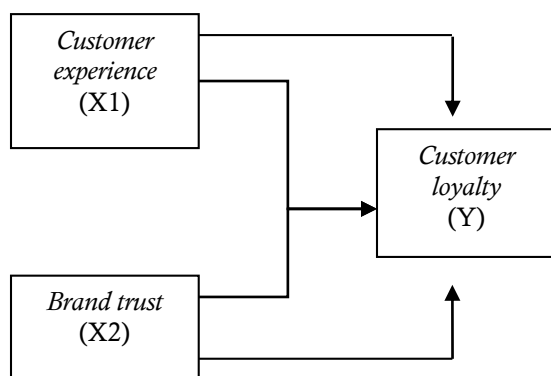 Customer
experience
(X1)
Customer
loyalty
(Y)
Brand trust
(X2)